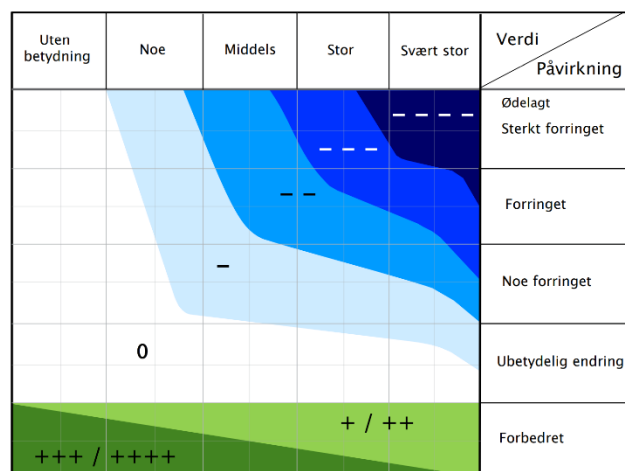 Uten
betydning
Noe
Middels
Stor
Svært stor
Verdi
Påvirkning
Ødelagt
Sterkt forringet
– – – –
– – –
– –
Forringet
–
Noe forringet
0
Ubetydelig endring
+ / ++
Forbedret
+++ / ++++